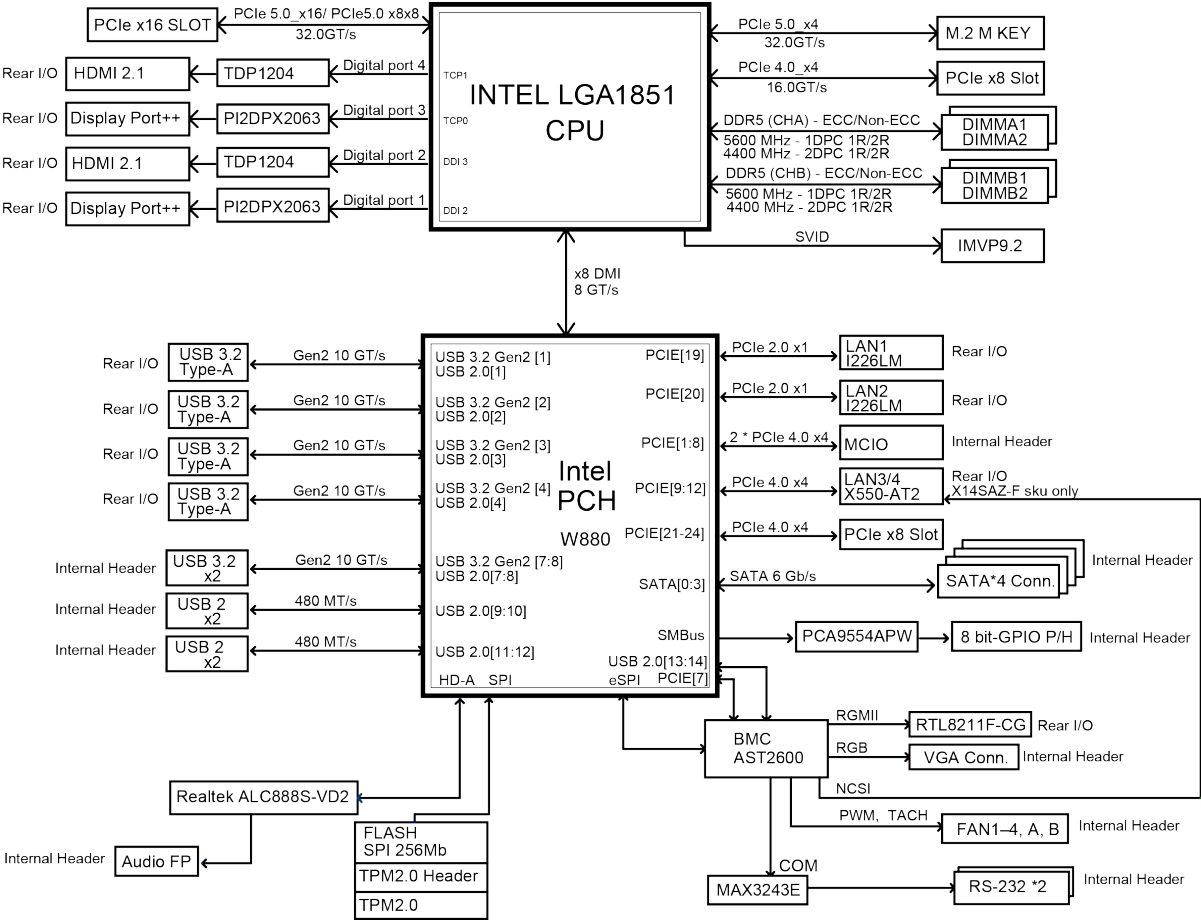 PCIe x16 SLOT
PCIe 5.0_x16/ PCIe5.0 x8x8
32.0GT/s
Rear I/O
HDMI 2.1
TDP1204
Digital port 4
Rear I/O
Display Port++
PI2DPX2063
Digital port 3
Rear I/O
HDMI 2.1
TDP1204
Digital port 2
Rear I/O
Display Port++
PI2DPX2063
Digital port 1
TCP1
TCP0
DDI 3
DDI 2
INTEL LGA1851
CPU
PCIe 5.0_x4
32.0GT/s
M.2 M KEY
PCIe 4.0_x4
16.0GT/s
PCIe x8 Slot
DDR5 (CHA) - ECC/Non-ECC
5600 MHz - 1DPC 1R/2R
4400 MHz - 2DPC 1R/2R
DIMMA1
DIMMA2
DDR5 (CHB) - ECC/Non-ECC
5600 MHz - 1DPC 1R/2R
4400 MHz - 2DPC 1R/2R
DIMMB1
DIMMB2
SVID
IMVP9.2
x8 DMI
8 GT/s
Rear I/O
USB 3.2
Type-A
Gen2 10 GT/s
Rear I/O
USB 3.2
Type-A
Gen2 10 GT/s
Rear I/O
USB 3.2
Type-A
Gen2 10 GT/s
Rear I/O
USB 3.2
Type-A
Gen2 10 GT/s
Internal Header
USB 3.2
x2
Gen2 10 GT/s
Internal Header
USB 2
x2
480 MT/s
Internal Header
USB 2
x2
480 MT/s
USB 3.2 Gen2 [1]
USB 2.0[1]
USB 3.2 Gen2 [2]
USB 2.0[2]
USB 3.2 Gen2 [3]
USB 2.0[3]
USB 3.2 Gen2 [4]
USB 2.0[4]
USB 3.2 Gen2 [7:8]
USB 2.0[7:8]
USB 2.0[9:10]
USB 2.0[11:12]
HD-A
SPI
eSPI
Intel
PCH
W880
PCIE[19]
PCIE[20]
PCIE[1:8]
PCIE[9:12]
PCIE[21-24]
SATA[0:3]
SMBus
USB 2.0[13:14]
PCIE[7]
PCIe 2.0 x1
LAN1
I226LM
Rear I/O
PCIe 2.0 x1
LAN2
I226LM
Rear I/O
2 * PCIe 4.0 x4
MCIO
Internal Header
PCIe 4.0 x4
LAN3/4
X550-AT2
Rear I/O
X14SAZ-F sku only
PCIe 4.0 x4
PCIe x8 Slot
SATA 6 Gb/s
SATA*4 Conn.
Internal Header
PCA9554APW
8 bit-GPIO P/H
Internal Header
BMC
AST2600
RGMII
RTL8211F-CG
Rear I/O
RGB
VGA Conn.
Internal Header
NCSI
PWM, TACH
FAN1–4, A, B
Internal Header
COM
MAX3243E
RS-232 *2
Internal Header
Realtek ALC888S-VD2
Internal Header
Audio FP
FLASH
SPI 256Mb
TPM2.0 Header
TPM2.0